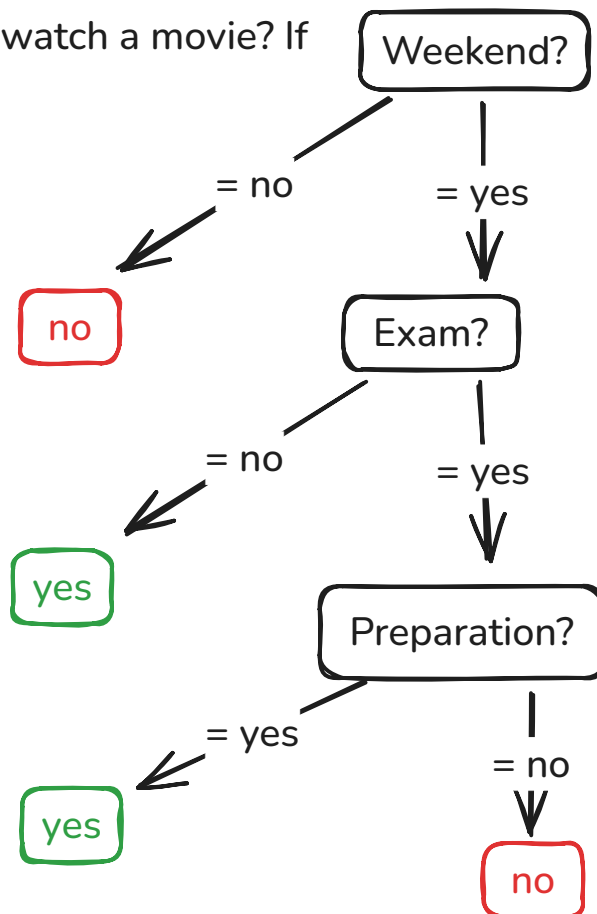 watch a movie? If
Weekend?
= no
= yes
no
Exam?
= no
= yes
yes
Preparation?
= yes
= no
yes
no